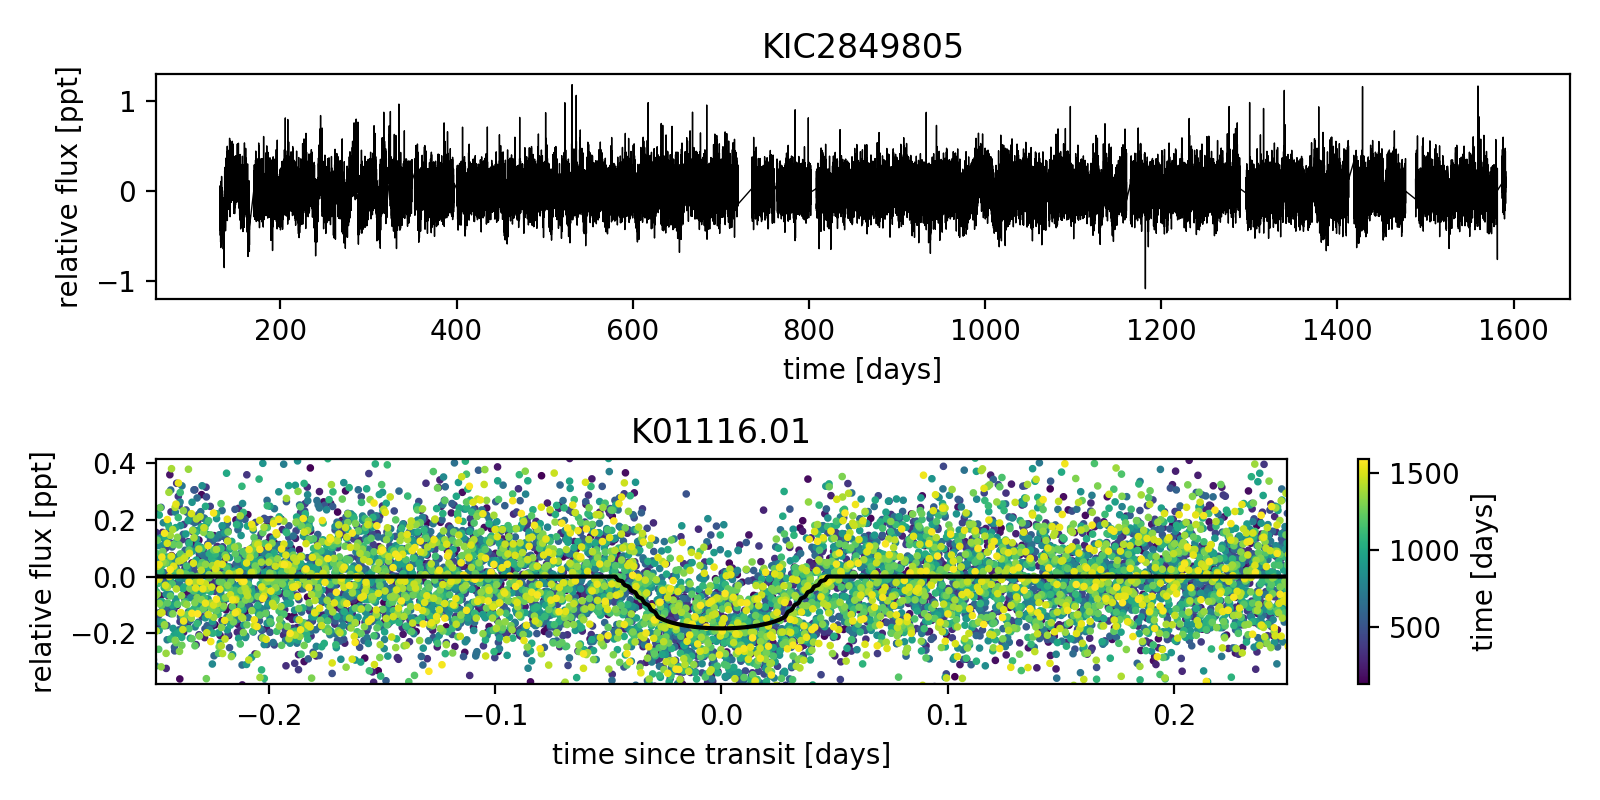 KIC2849805
relative flux [ppt]
1
0
−1
200 400 600 800 1000 1200 1400 1600
time [days]
K01116.01
relative flux [ppt]
0.4
0.2
0.0
−0.2
−0.2 −0.1 0.0 0.1 0.2
time since transit [days]
1500
1000
500
time [days]